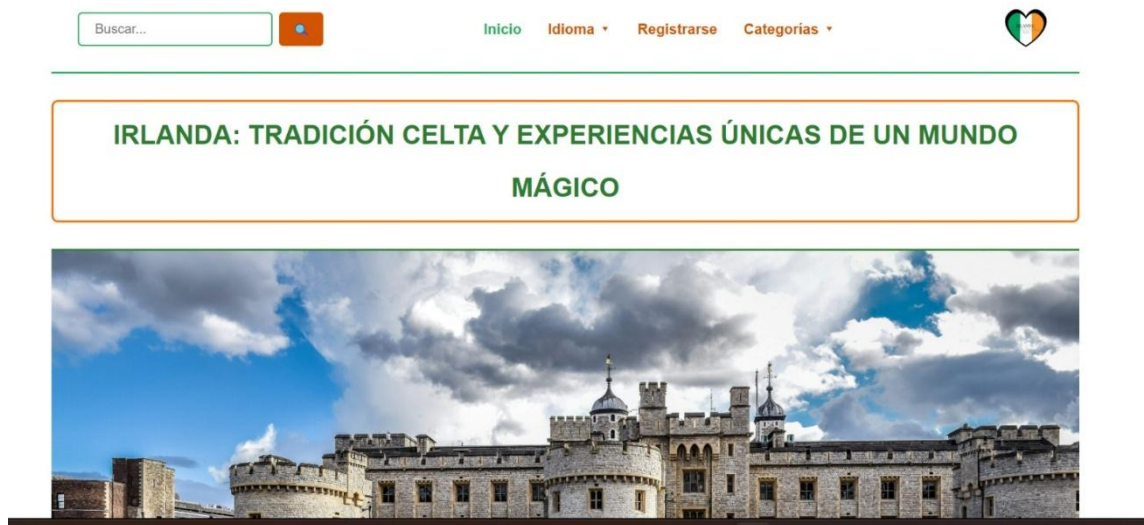 Buscar...
Inicio Idioma ▾ Registrarse Categorías ▾
IRLANDA: TRADICIÓN CELTA Y EXPERIENCIAS ÚNICAS DE UN MUNDO
MÁGICO